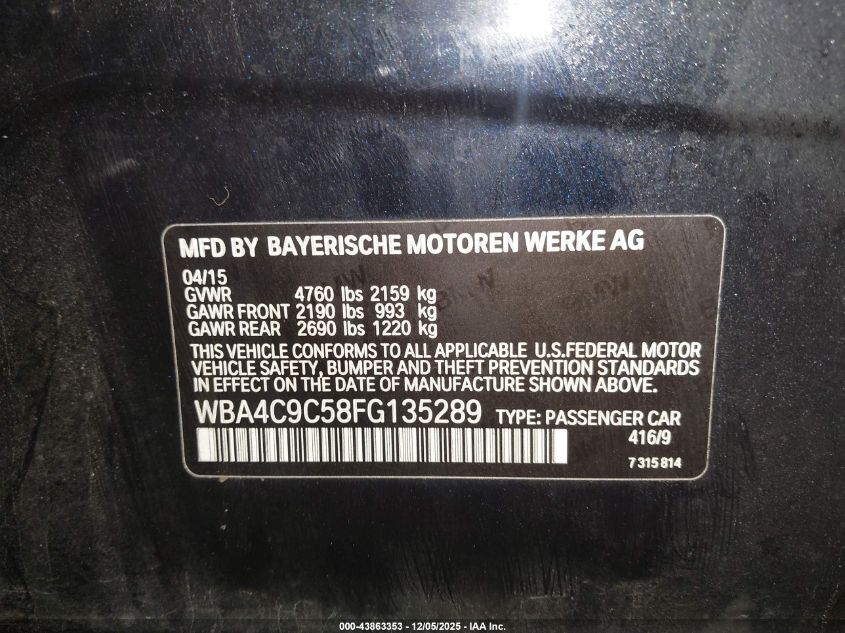 MFD BY BAYERISCHE MOTOREN WERKE AG
04/15
GVWR 4760 lbs 2159 kg
GAWR FRONT 2190 lbs 993 kg
GAWR REAR 2690 lbs 1220 kg
THIS VEHICLE CONFORMS TO ALL APPLICABLE U.S.FEDERAL MOTOR
VEHICLE SAFETY, BUMPER AND THEFT PREVENTION STANDARDS
IN EFFECT ON THE DATE OF MANUFACTURE SHOWN ABOVE.
WBA4C9C58FG135289 TYPE: PASSENGER CAR
416/9
7 315 814
000-43863353 - 12/05/2025 - IAA Inc.